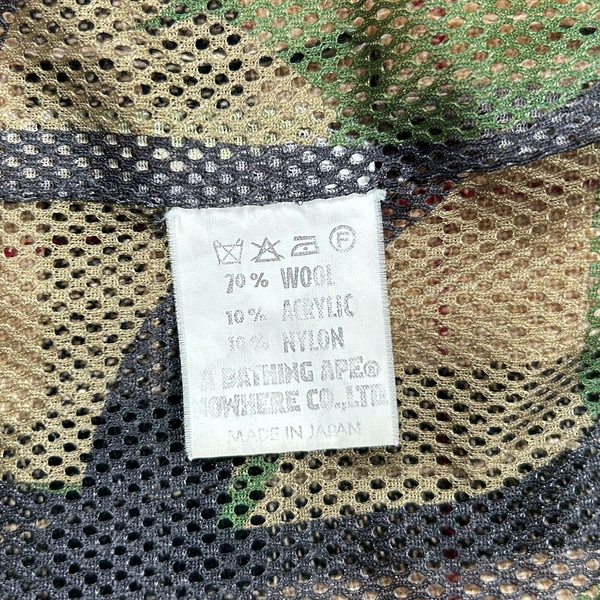 F
70% WOOL
10% ACRYLIC
10% NYLON
A BATHING APE®
NOWHERE CO.,LTD
MADE IN JAPAN